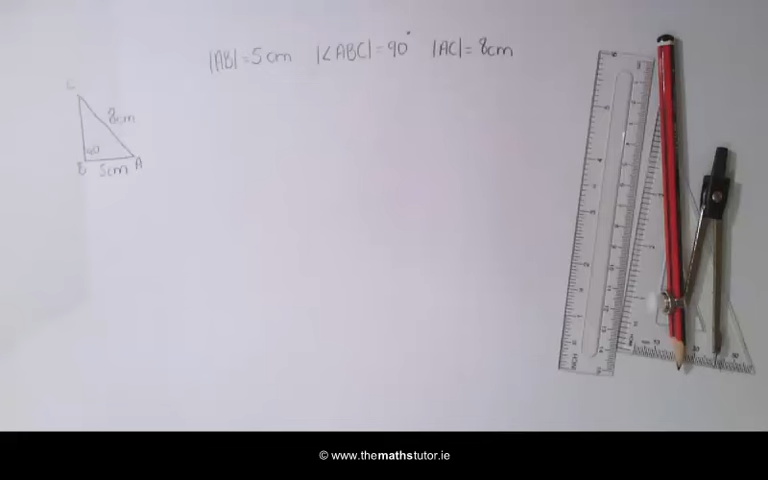 |AB| = 5cm |∠ABC| = 90° |AC| = 8cm
C
8cm
90
B 5cm A
© www.themathstutor.ie